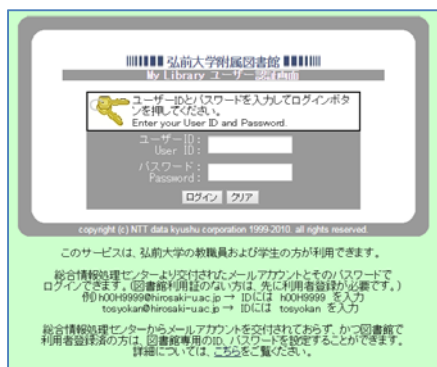 弘前大学附属図書館
My Library ユーザー認証画面
ユーザーIDとパスワードを入力してログインボタ
ンを押してください。
Enter your User ID and Password.
ユーザーID:
User ID:
パスワード:
Password:
ログイン クリア
copyright (c) NTT data kyushu corporation 1999-2010. all rights reserved.
このサービスは、弘前大学の教職員および学生の方が利用できます。
総合情報処理センターより交付されたメールアカウントとそのパスワードで
ログインできます。(図書館利用証のない方は、先に利用者登録が必要です。)
例)h00H9999@hirosaki-u.ac.jp → IDには h00H9999 を入力
tosyokan@hirosaki-u.ac.jp → IDには tosyokan を入力
総合情報処理センターからメールアカウントを交付されておらず、かつ図書館で
利用者登録済の方は、図書館専用のID、パスワードを設定することができます。
詳細については、こちらをご覧ください。